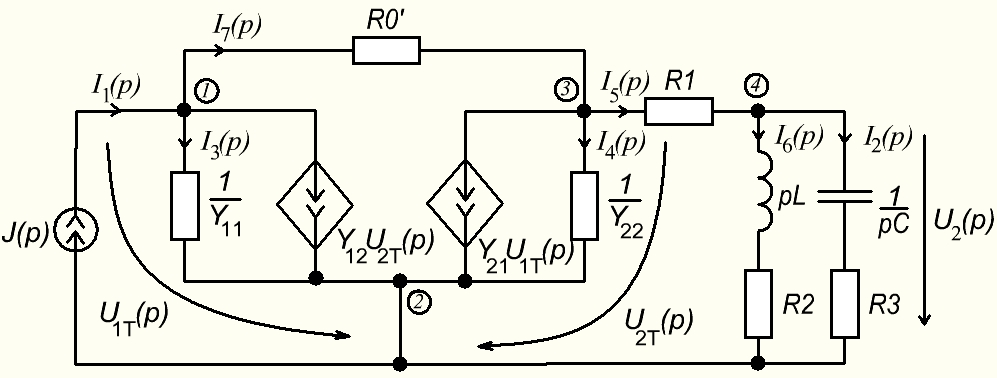 I7(p) R0'
I1(p) 1 3 I5(p) R1 4
I3(p) I4(p) I6(p) I2(p)
1/Y11 1/Y22 pL 1/pC
J(p) Y12U2T(p) Y21U1T(p) U2(p)
2
U1T(p) U2T(p) R2 R3